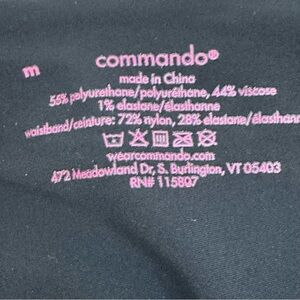 m
commando®
made in China
55% polyurethane/polyuréthane, 44% viscose
1% elastane/élasthanne
waistband/ceinture: 72% nylon, 28% elastane/élasthann
wearcommando.com
472 Meadowland Dr, S. Burlington, VT 05403
RN# 115807